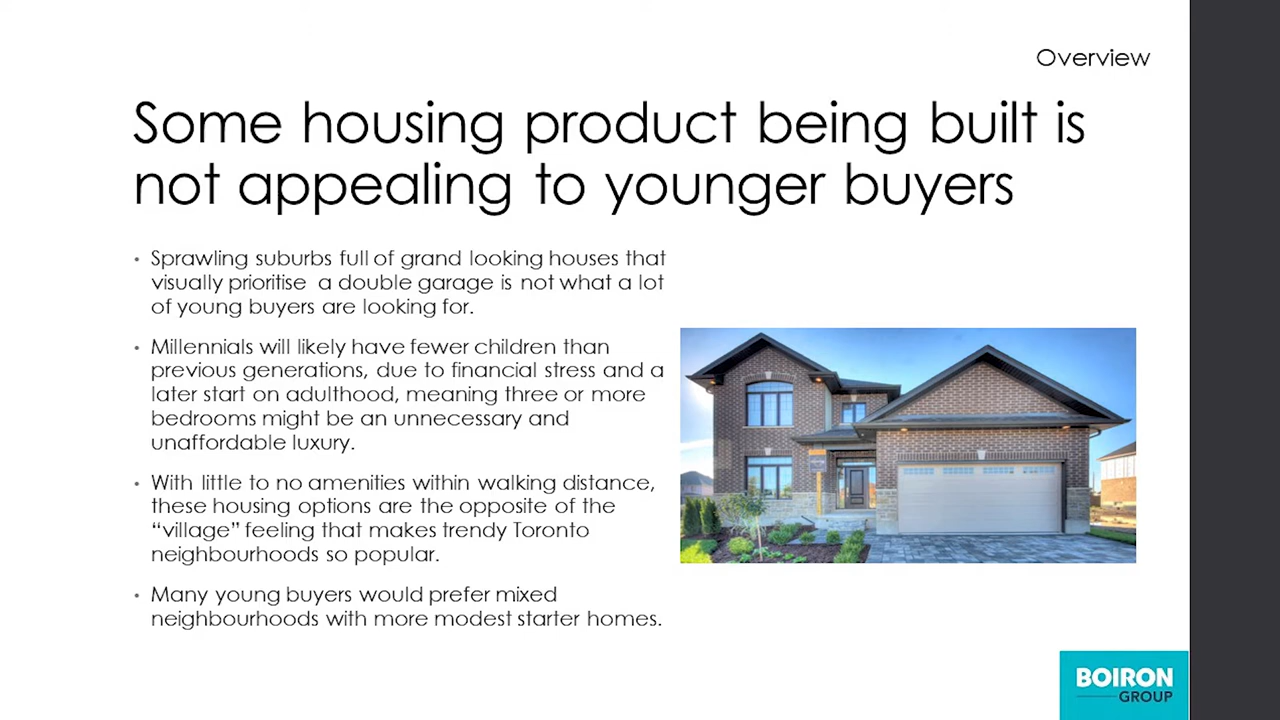 Overview
Some housing product being built is
not appealing to younger buyers
• Sprawling suburbs full of grand looking houses that
visually prioritise a double garage is not what a lot
of young buyers are looking for.
• Millennials will likely have fewer children than
previous generations, due to financial stress and a
later start on adulthood, meaning three or more
bedrooms might be an unnecessary and
unaffordable luxury.
• With little to no amenities within walking distance,
these housing options are the opposite of the
“village” feeling that makes trendy Toronto
neighbourhoods so popular.
• Many young buyers would prefer mixed
neighbourhoods with more modest starter homes.
BOIRON
GROUP